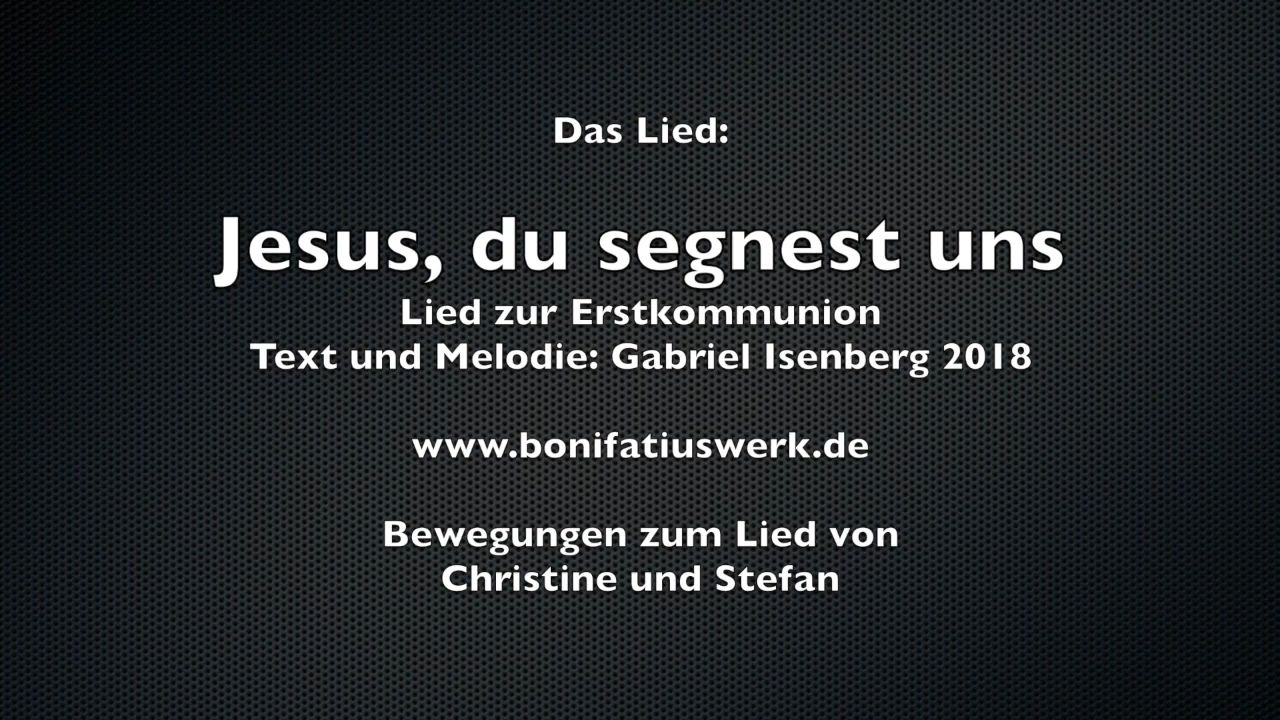 Das Lied:
Jesus, du segnest uns
Lied zur Erstkommunion
Text und Melodie: Gabriel Isenberg 2018
www.bonifatiuswerk.de
Bewegungen zum Lied von
Christine und Stefan